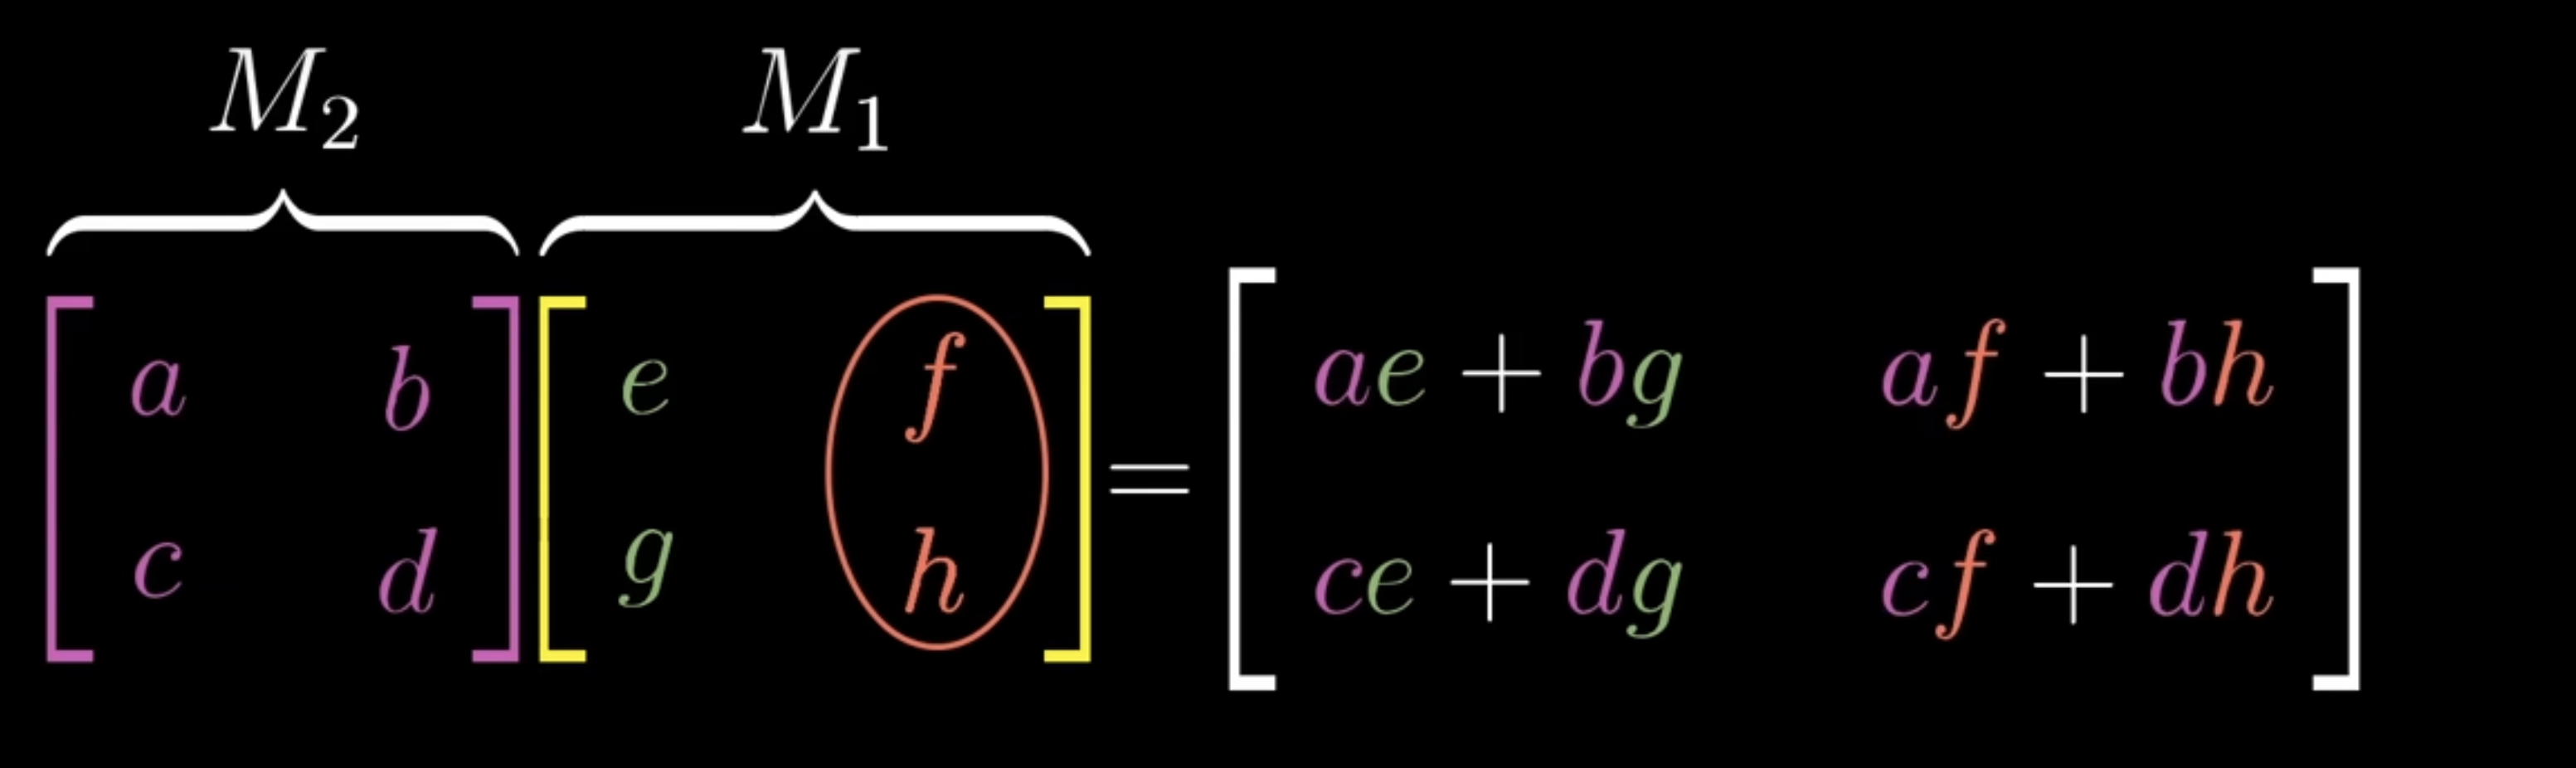 M₂ M₁
[a b] [e f] = [ae + bg af + bh]
[c d] [g h] [ce + dg cf + dh]